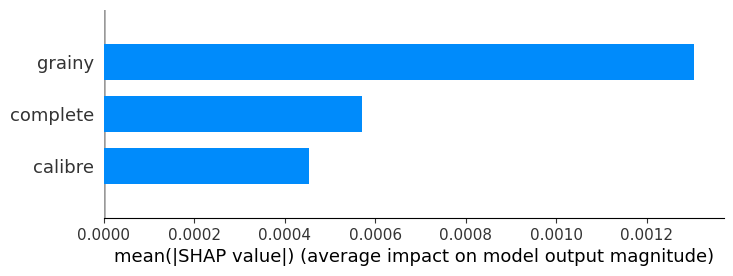 grainy
complete
calibre
0.0000 0.0002 0.0004 0.0006 0.0008 0.0010 0.0012
mean(|SHAP value|) (average impact on model output magnitude)